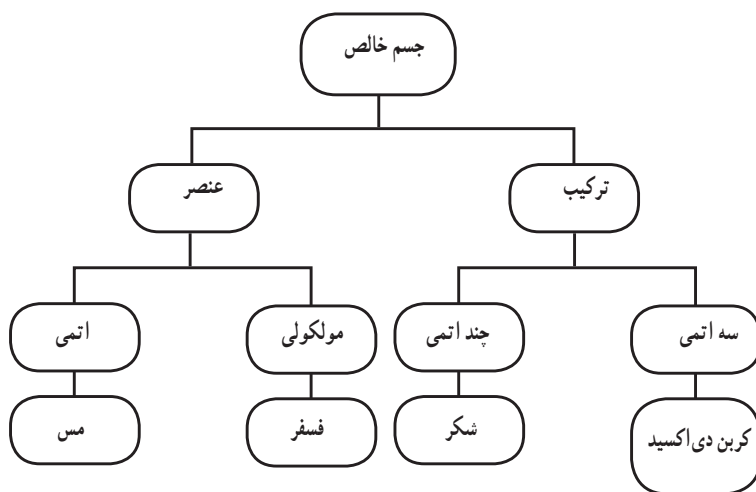 جسم خالص
ترکیب
عنصر
سه اتمی
چند اتمی
مولکولی
اتمی
کربن دی‌اکسید
شکر
فسفر
مس